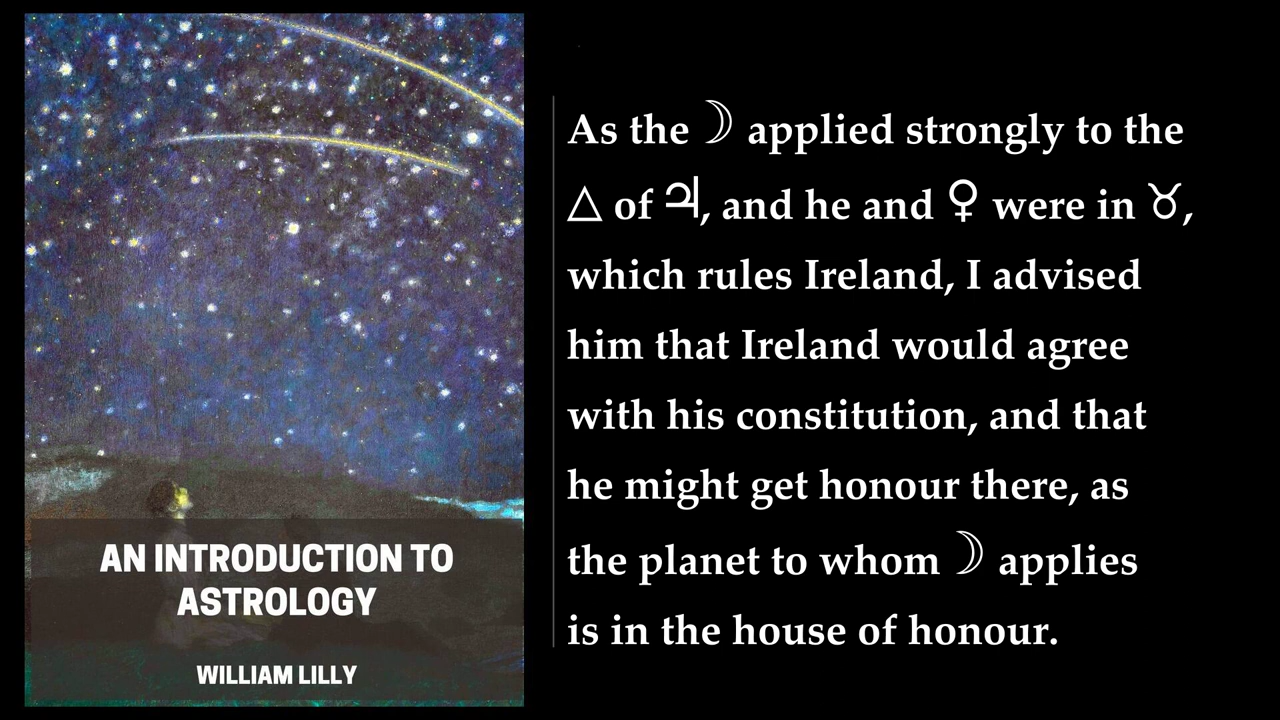 AN INTRODUCTION TO
ASTROLOGY
WILLIAM LILLY
As the ☽ applied strongly to the
△ of ♃, and he and ♀ were in ♉,
which rules Ireland, I advised
him that Ireland would agree
with his constitution, and that
he might get honour there, as
the planet to whom ☽ applies
is in the house of honour.